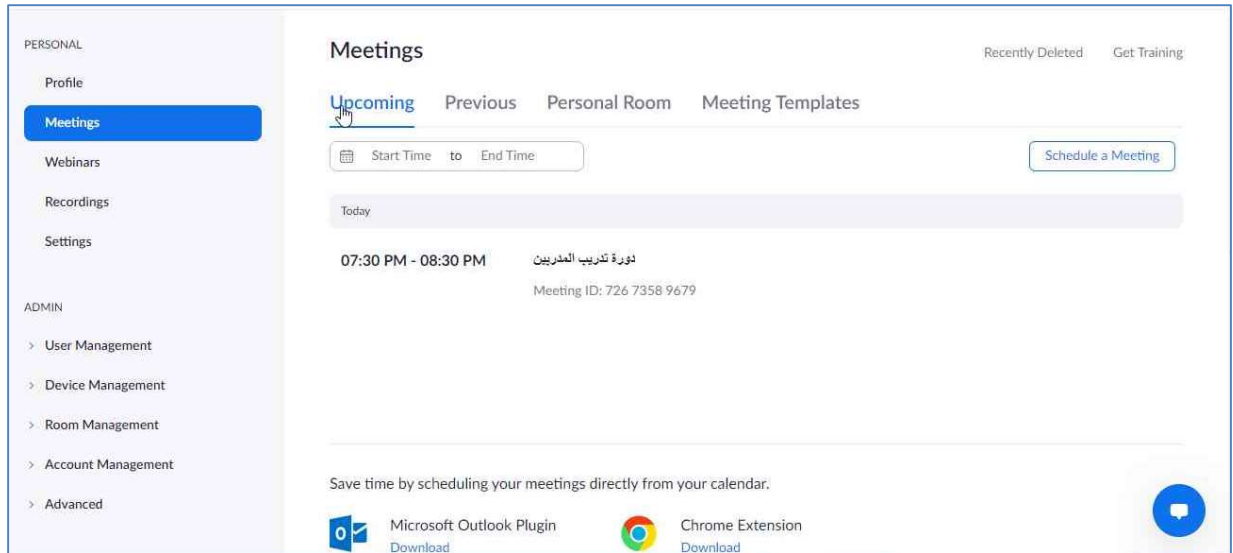 PERSONAL
Profile
Meetings
Webinars
Recordings
Settings
ADMIN
User Management
Device Management
Room Management
Account Management
Advanced
Meetings
Recently Deleted Get Training
Upcoming Previous Personal Room Meeting Templates
Start Time to End Time
Schedule a Meeting
Today
07:30 PM - 08:30 PM دورة تدريب المدربين
Meeting ID: 726 7358 9679
Save time by scheduling your meetings directly from your calendar.
Microsoft Outlook Plugin Chrome Extension
Download Download